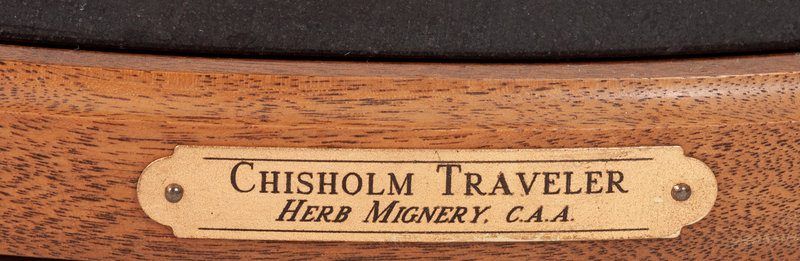 CHISHOLM TRAVELER
HERB MIGNERY, C.A.A.